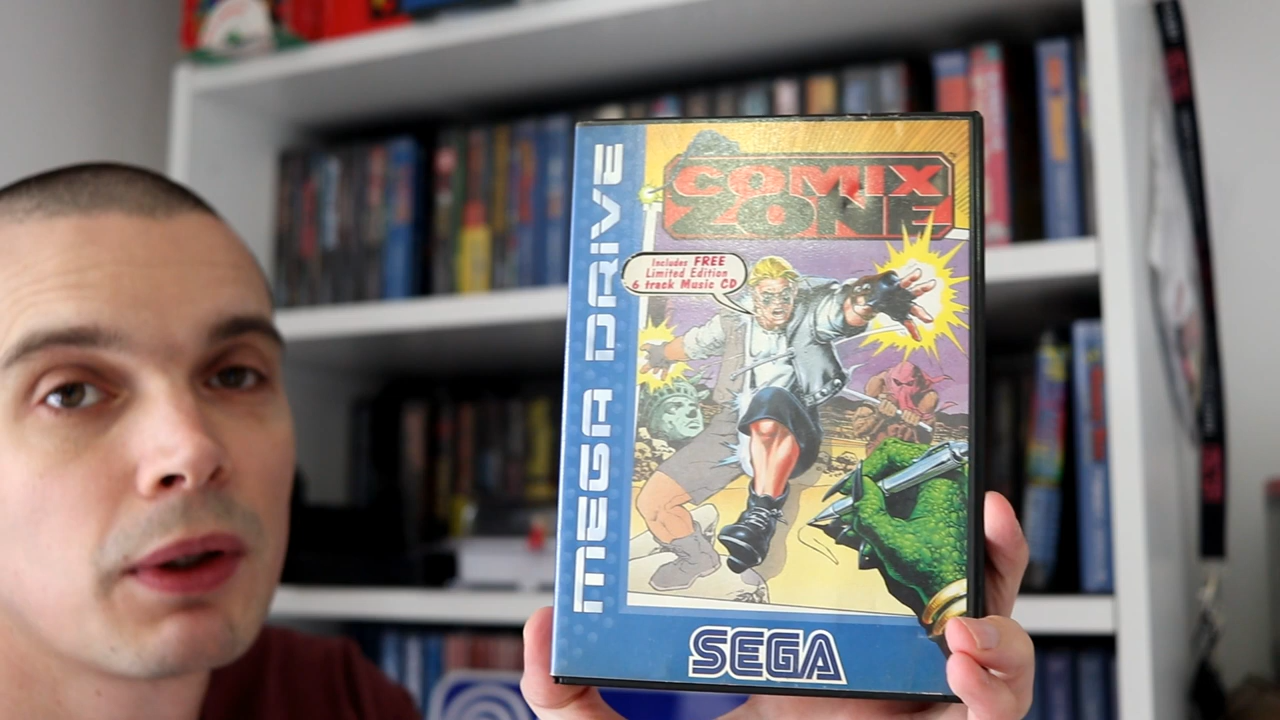 COMIX
ZONE
Includes FREE
Limited Edition
6 track Music CD
MEGA DRIVE
SEGA